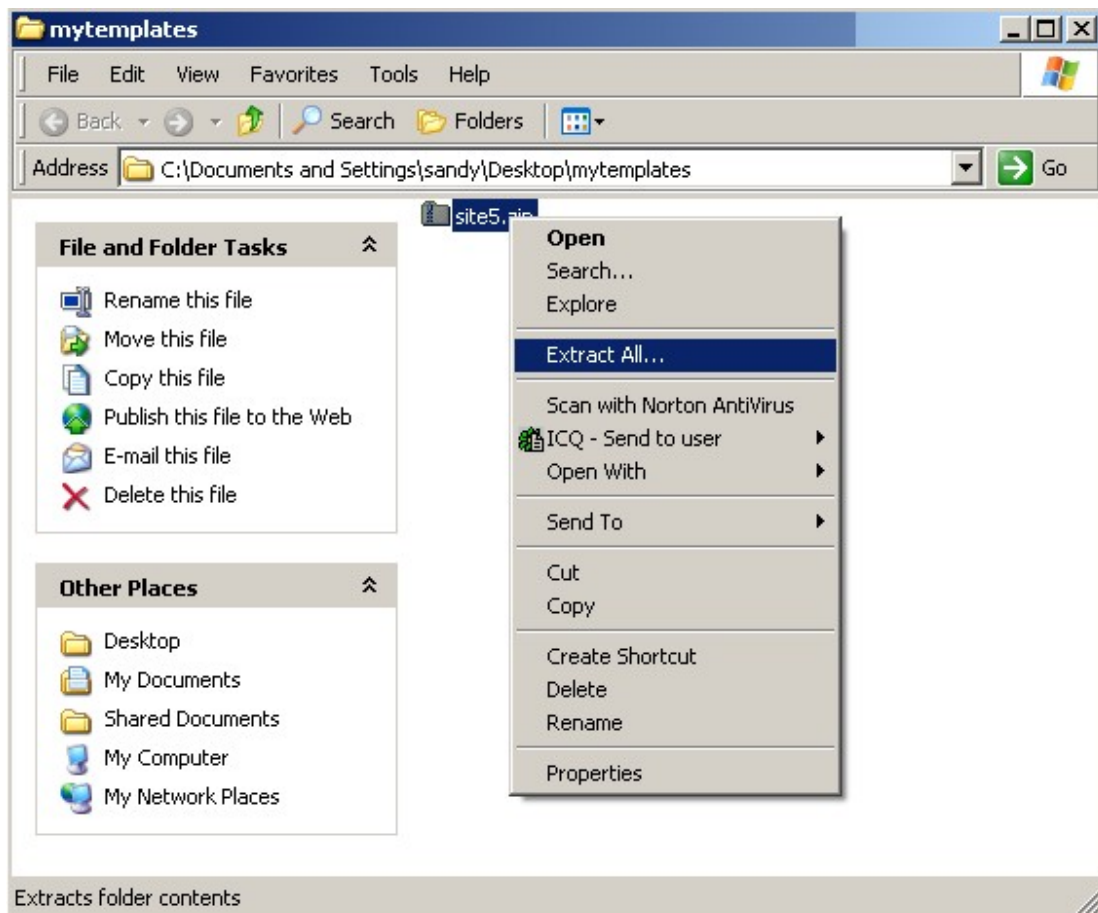 mytemplates
File Edit View Favorites Tools Help
Back Search Folders
Address C:\Documents and Settings\sandy\Desktop\mytemplates Go
site5.zip
File and Folder Tasks
Rename this file
Move this file
Copy this file
Publish this file to the Web
E-mail this file
Delete this file
Other Places
Desktop
My Documents
Shared Documents
My Computer
My Network Places
Open
Search...
Explore
Extract All...
Scan with Norton AntiVirus
ICQ - Send to user
Open With
Send To
Cut
Copy
Create Shortcut
Delete
Rename
Properties
Extracts folder contents